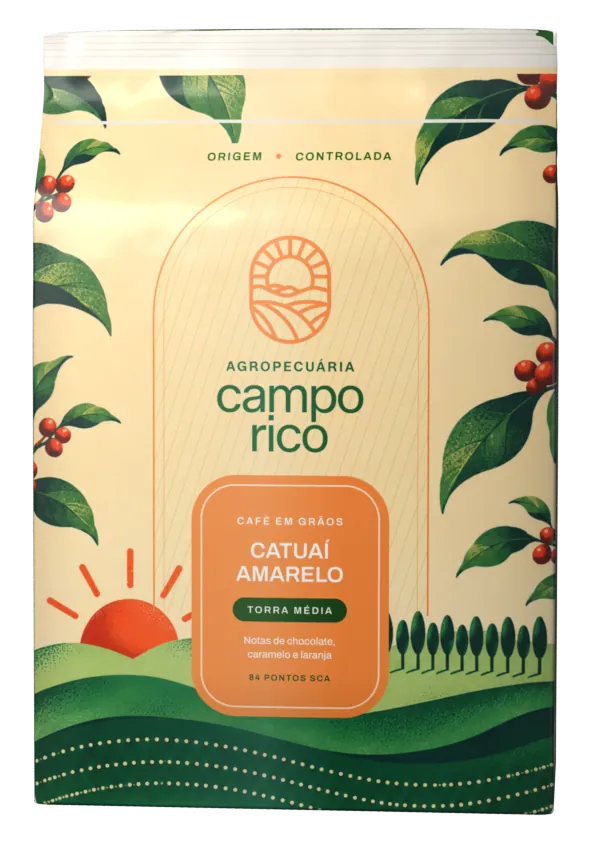 ORIGEM • CONTROLADA
AGROPECUÁRIA
campo
rico
CAFÉ EM GRÃOS
CATUAÍ
AMARELO
TORRA MÉDIA
Notas de chocolate,
caramelo e laranja
84 PONTOS SCA